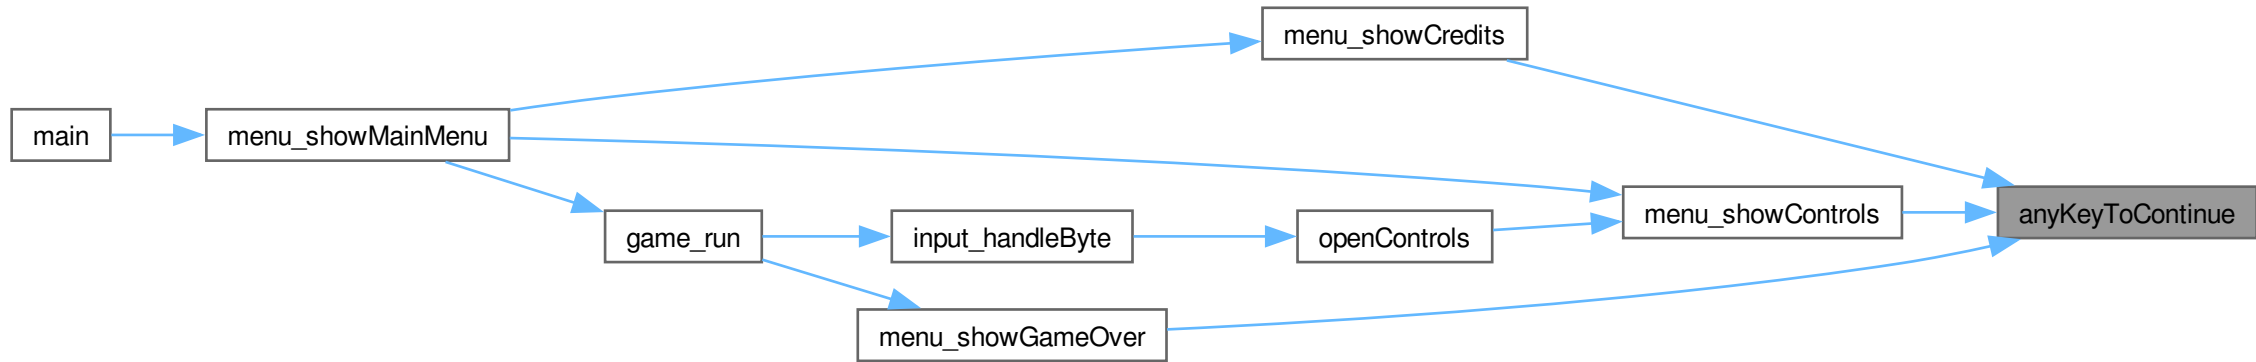 menu_showCredits
main
menu_showMainMenu
menu_showControls
anyKeyToContinue
game_run
input_handleByte
openControls
menu_showGameOver